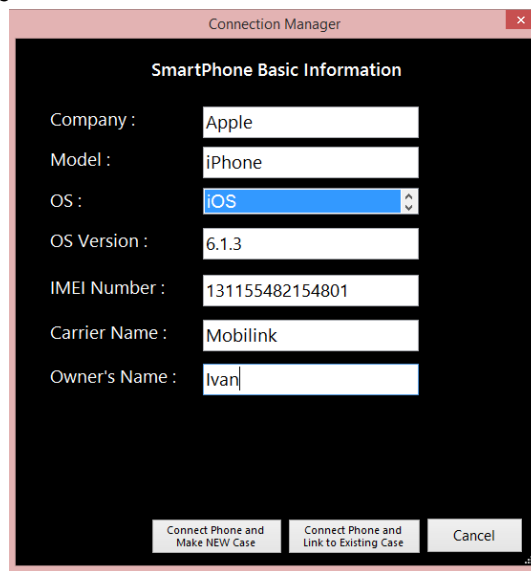 Connection Manager
SmartPhone Basic Information
Company : Apple
Model : iPhone
OS : iOS
OS Version : 6.1.3
IMEI Number : 131155482154801
Carrier Name : Mobilink
Owner's Name : Ivan
Connect Phone and Make NEW Case
Connect Phone and Link to Existing Case
Cancel